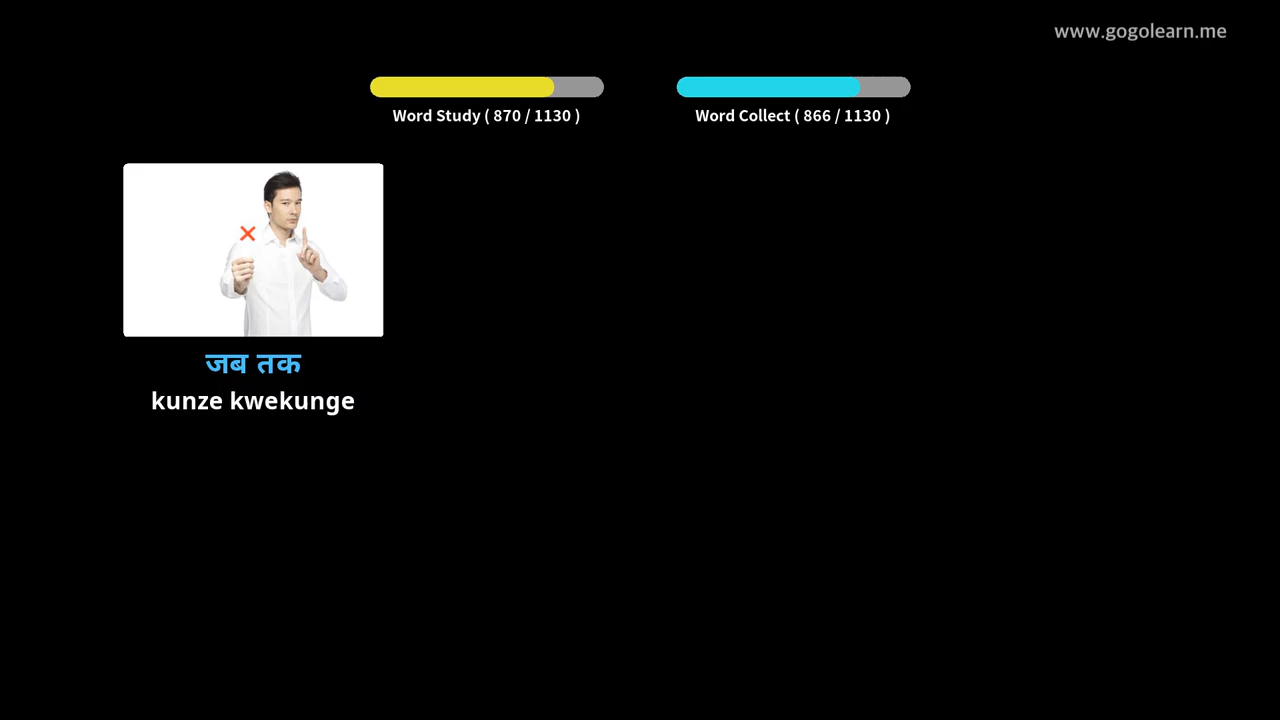 www.gogolearn.me
Word Study ( 870 / 1130 )
Word Collect ( 866 / 1130 )
जब तक
kunze kwekunge